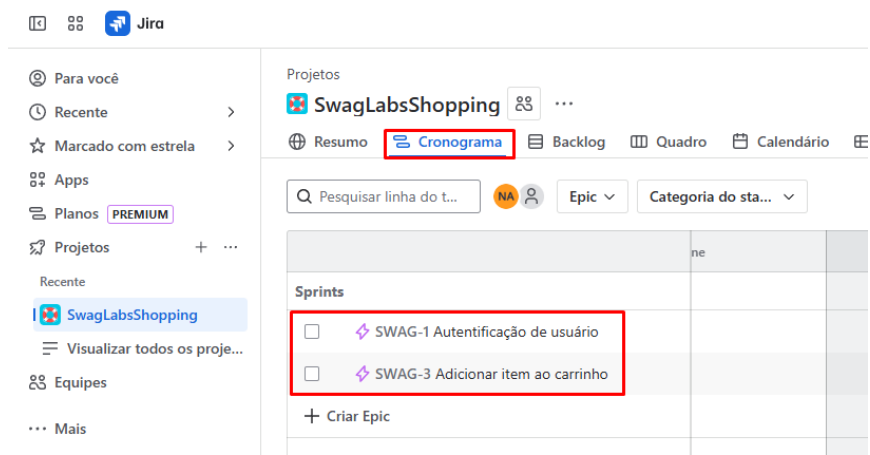 Jira
Para você
Recente
Marcado com estrela
Apps
Planos PREMIUM
Projetos
Recente
SwagLabsShopping
Visualizar todos os proje...
Equipes
Mais
Projetos
SwagLabsShopping
Resumo Cronograma Backlog Quadro Calendário
Pesquisar linha do t... NA Epic Categoria do sta...
ne
Sprints
SWAG-1 Autentificação de usuário
SWAG-3 Adicionar item ao carrinho
Criar Epic